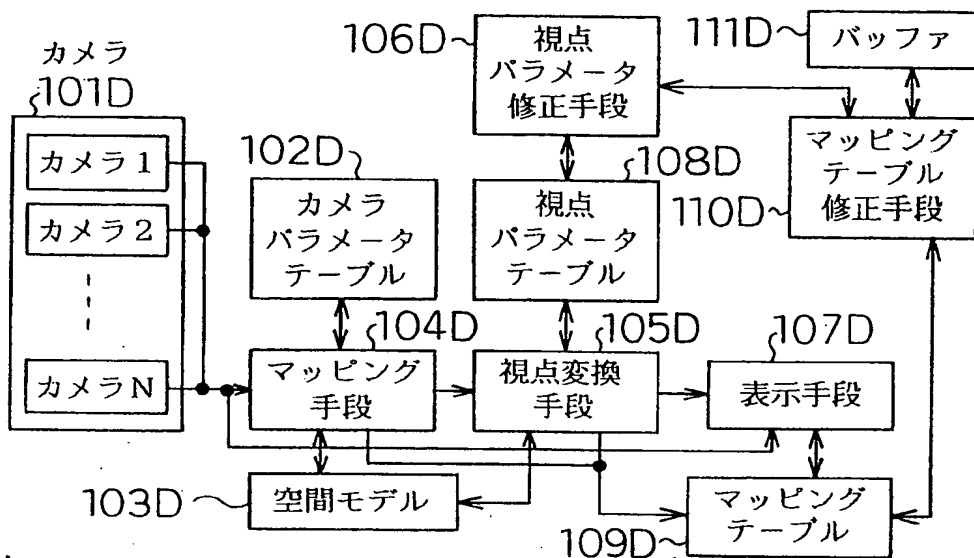 カメラ
101D
カメラ1
カメラ2
カメラN
102D
カメラ
パラメータ
テーブル
106D
視点
パラメータ
修正手段
111D
バッファ
108D
視点
パラメータ
テーブル
110D
マッピング
テーブル
修正手段
104D
マッピング
手段
105D
視点変換
手段
107D
表示手段
103D
空間モデル
109D
マッピング
テーブル